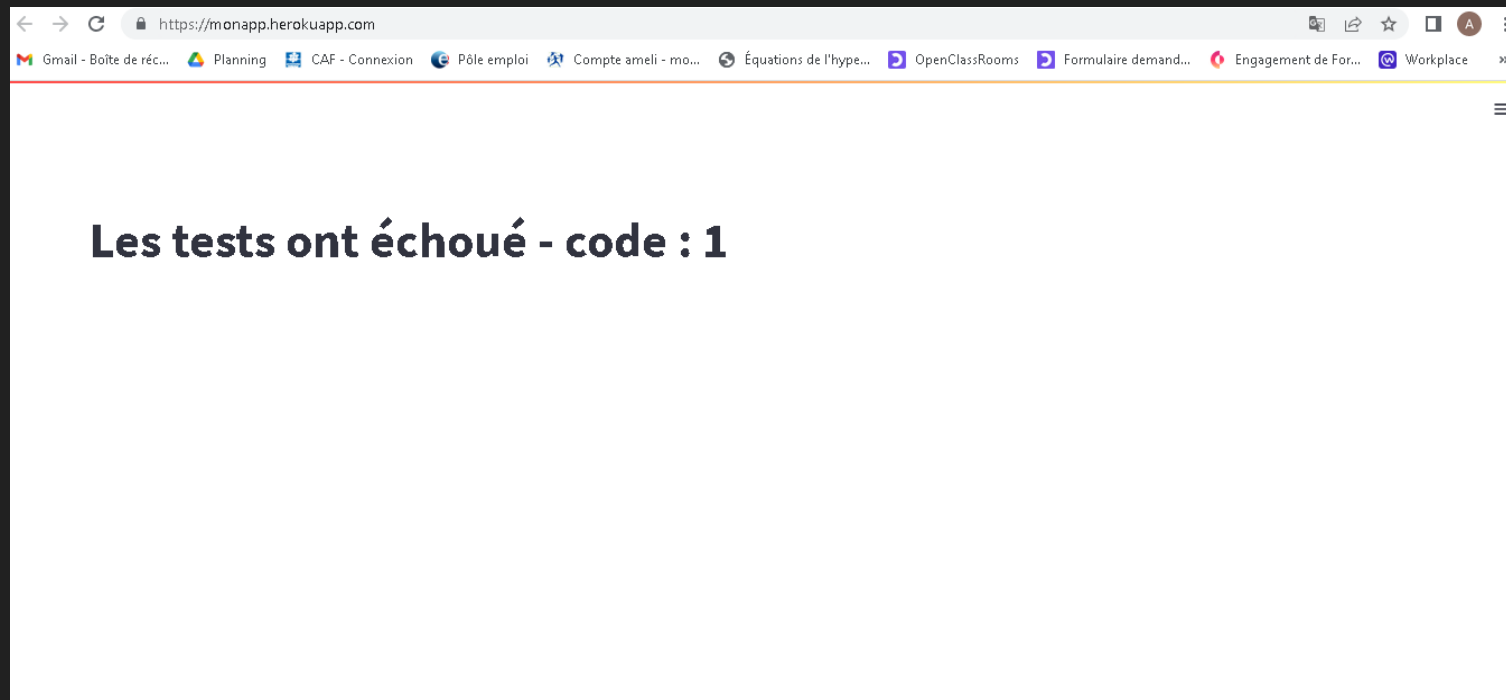 https://monapp.herokuapp.com A
Gmail - Boîte de réc... Planning CAF - Connexion Pôle emploi Compte ameli - mo... Équations de l'hype... OpenClassRooms Formulaire demand... Engagement de For... Workplace »
Les tests ont échoué - code : 1